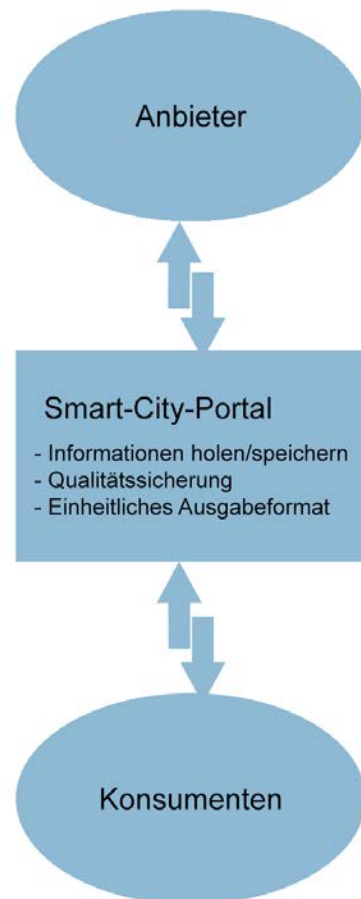 Anbieter
Smart-City-Portal
- Informationen holen/speichern
- Qualitätssicherung
- Einheitliches Ausgabeformat
Konsumenten